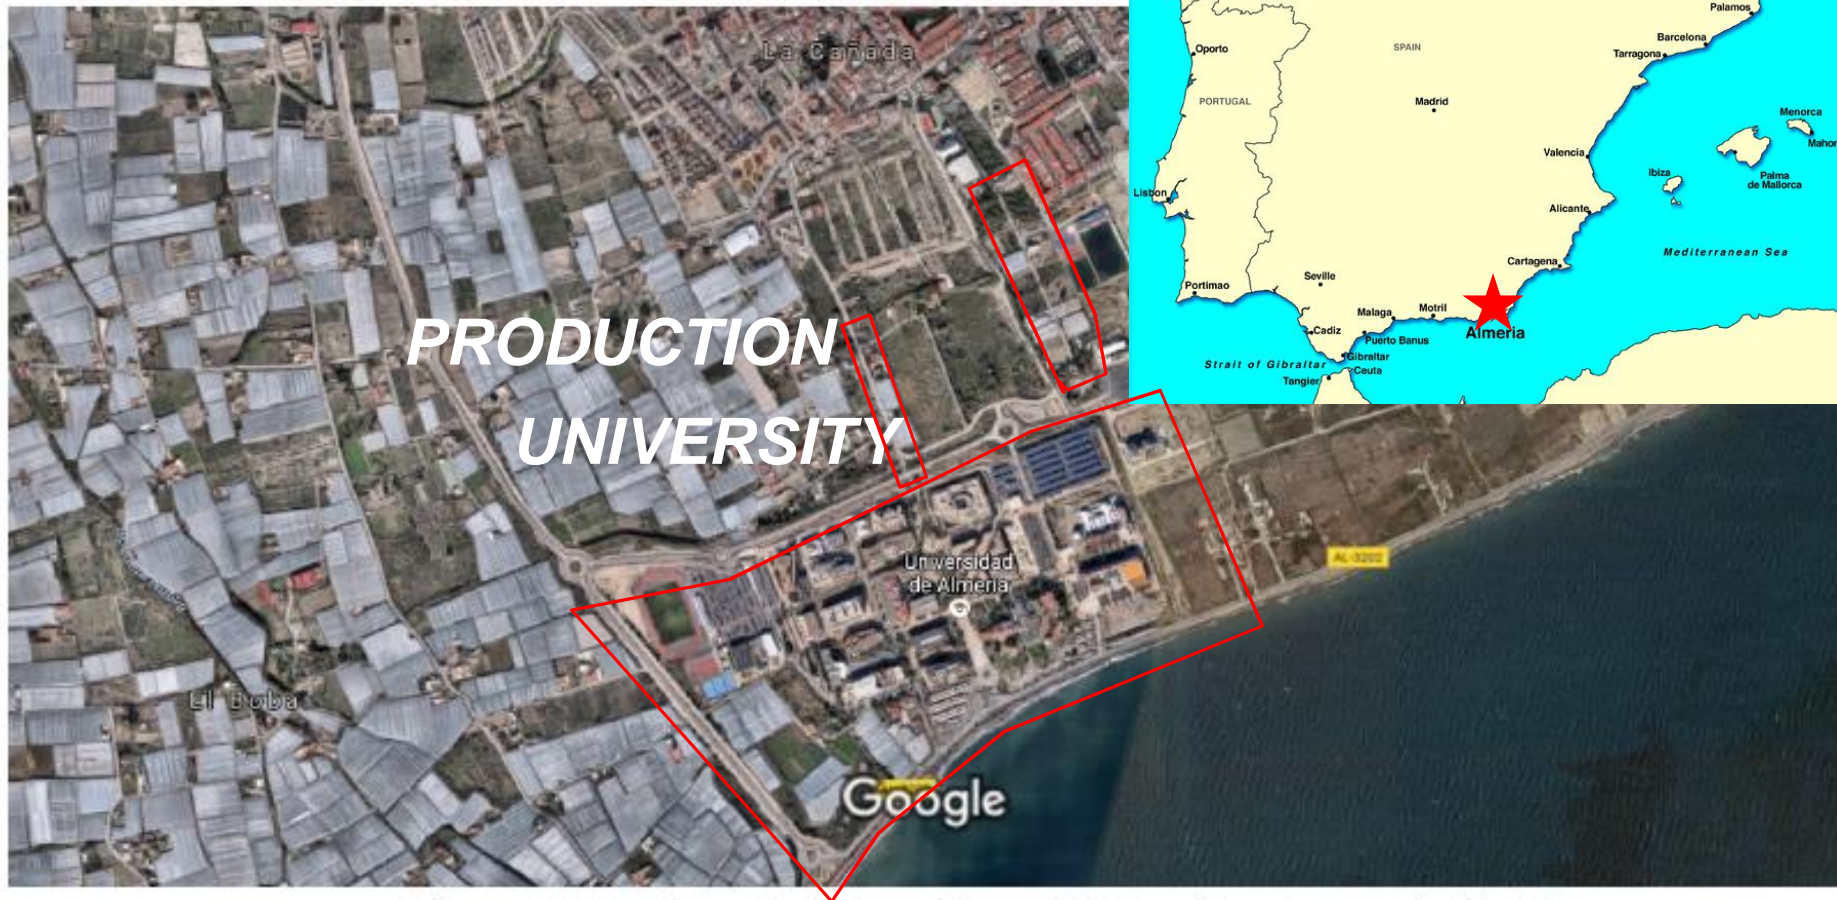 La Cañada
PRODUCTION
UNIVERSITY
Universidad
de Almería
AL-3202
Google
Palamos
Barcelona
Tarragona
Oporto
SPAIN
PORTUGAL
Madrid
Menorca
Mahon
Valencia
Ibiza
Palma
de Mallorca
Lisbon
Alicante
Mediterranean Sea
Cartagena
Seville
Portimao
Malaga
Motril
Almeria
Cadiz
Puerto Banus
Gibraltar
Strait of Gibraltar
Ceuta
Tangier